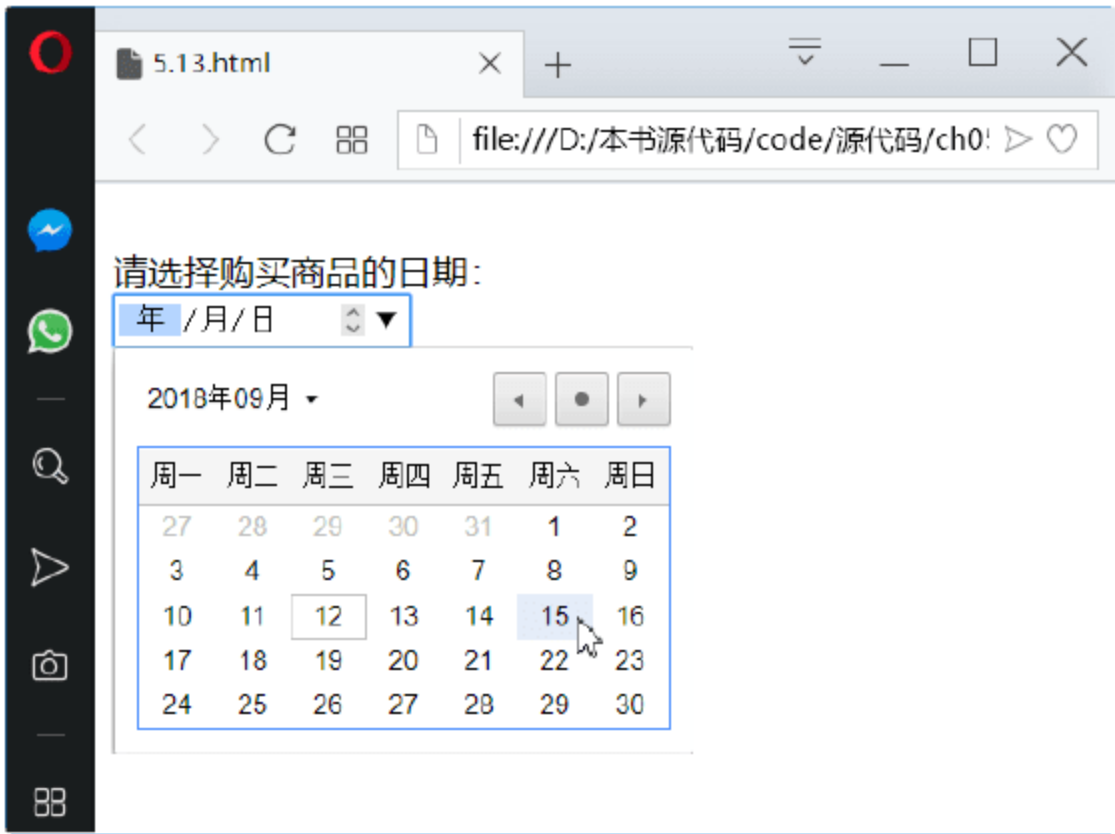 5.13.html
file:///D:/本书源代码/code/源代码/ch05
请选择购买商品的日期：
年/月/日
2018年09月
周一 周二 周三 周四 周五 周六 周日
27 28 29 30 31 1 2
3 4 5 6 7 8 9
10 11 12 13 14 15 16
17 18 19 20 21 22 23
24 25 26 27 28 29 30